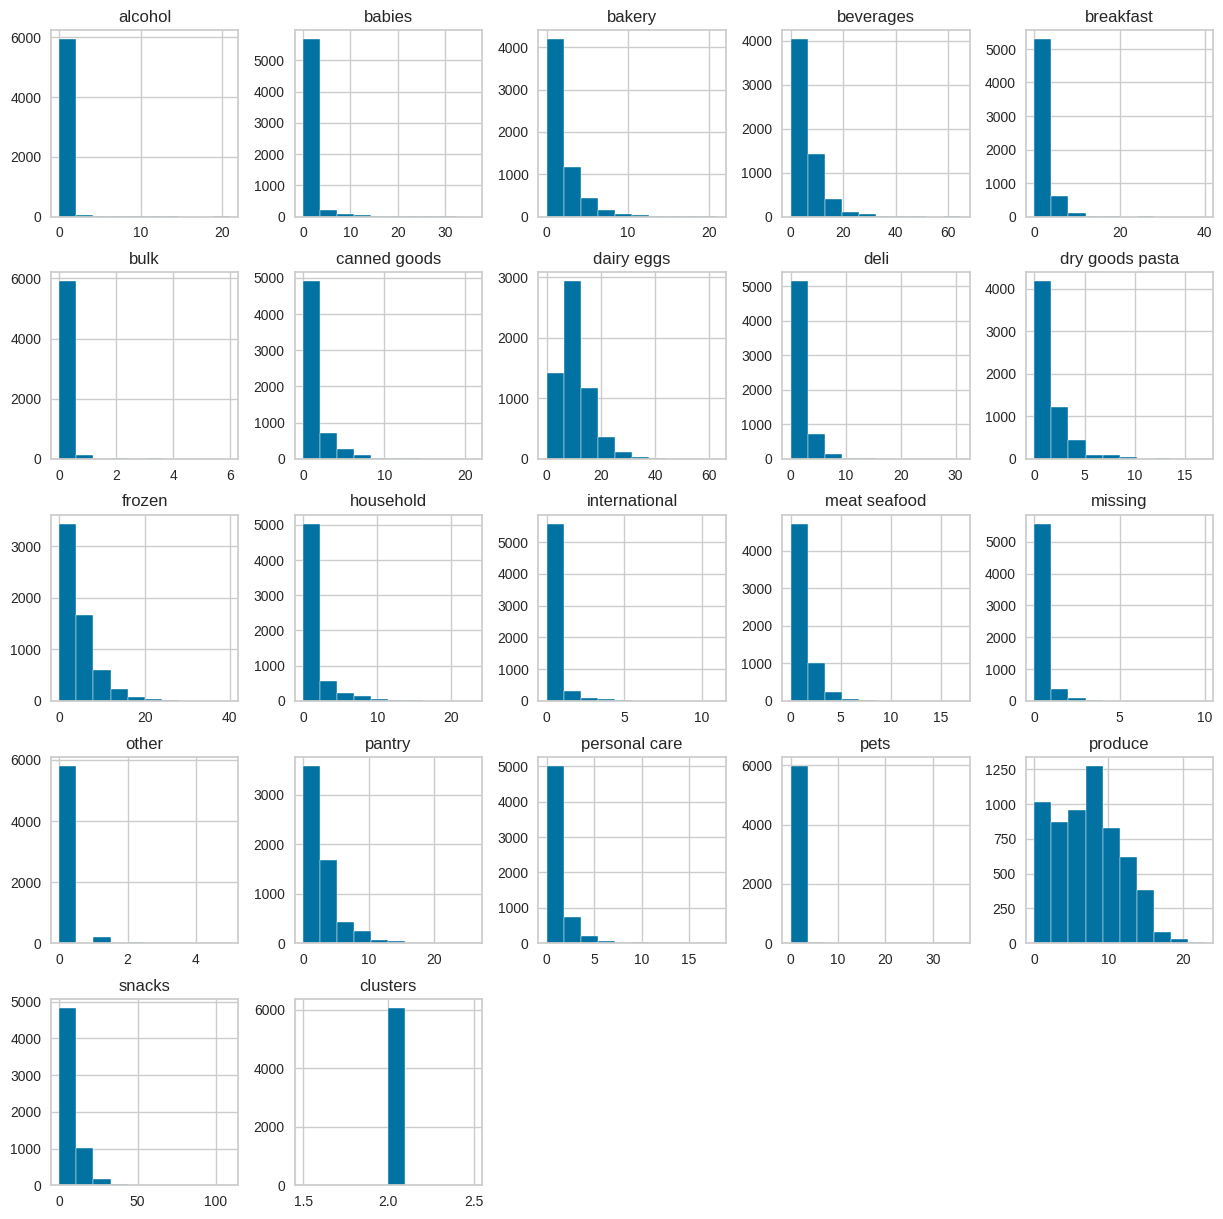 alcohol
6000
4000
2000
0
0 10 20
babies
5000
4000
3000
2000
1000
0
0 10 20 30
bakery
4000
3000
2000
1000
0
0 10 20
beverages
4000
3000
2000
1000
0
0 20 40 60
breakfast
5000
4000
3000
2000
1000
0
0 20 40
bulk
6000
4000
2000
0
0 2 4 6
canned goods
5000
4000
3000
2000
1000
0
0 10 20
dairy eggs
3000
2000
1000
0
0 20 40 60
deli
5000
4000
3000
2000
1000
0
0 10 20 30
dry goods pasta
4000
3000
2000
1000
0
0 5 10 15
frozen
3000
2000
1000
0
0 20 40
household
5000
4000
3000
2000
1000
0
0 10 20
international
5000
4000
3000
2000
1000
0
0 5 10
meat seafood
4000
3000
2000
1000
0
0 5 10 15
missing
5000
4000
3000
2000
1000
0
0 5 10
other
6000
4000
2000
0
0 2 4
pantry
3000
2000
1000
0
0 10 20
personal care
5000
4000
3000
2000
1000
0
0 5 10 15
pets
6000
4000
2000
0
0 10 20 30
produce
1250
1000
750
500
250
0
0 10 20
snacks
5000
4000
3000
2000
1000
0
0 50 100
clusters
6000
4000
2000
0
1.5 2.0 2.5